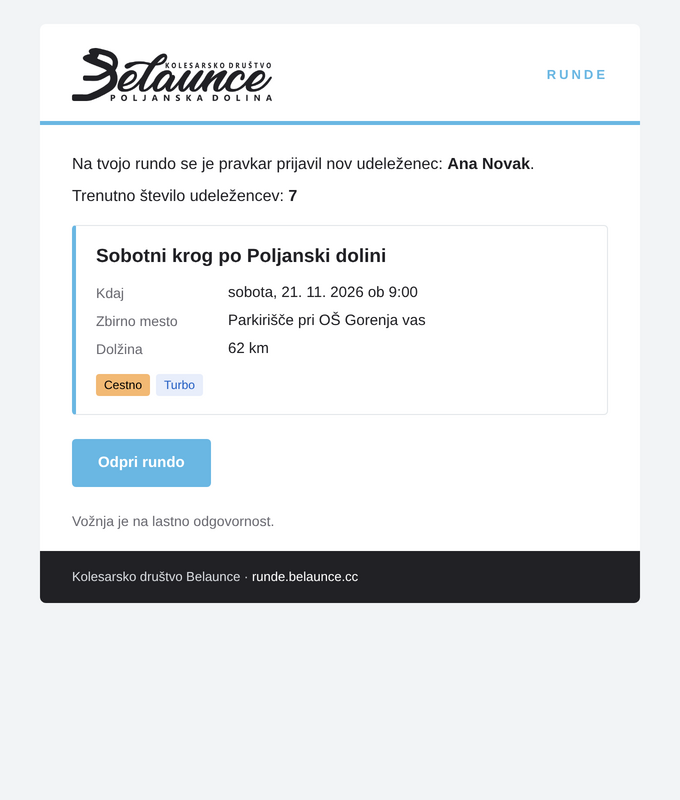 KOLESARSKO DRUŠTVO
Belaunce
POLJANSKA DOLINA
RUNDE
Na tvojo rundo se je pravkar prijavil nov udeleženec: Ana Novak.
Trenutno število udeležencev: 7
Sobotni krog po Poljanski dolini
Kdaj sobota, 21. 11. 2026 ob 9:00
Zbirno mesto Parkirišče pri OŠ Gorenja vas
Dolžina 62 km
Cestno Turbo
Odpri rundo
Vožnja je na lastno odgovornost.
Kolesarsko društvo Belaunce · runde.belaunce.cc